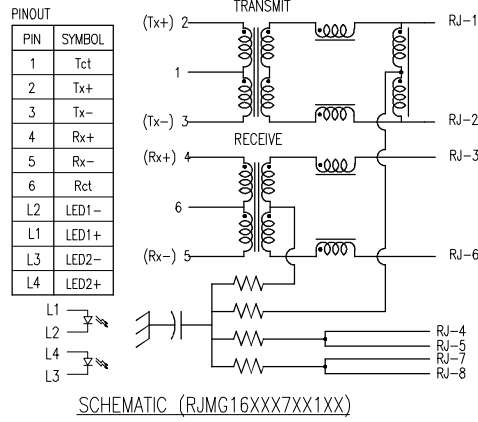 PINOUT
PIN SYMBOL
1 Tct
2 Tx+
3 Tx-
4 Rx+
5 Rx-
6 Rct
L2 LED1-
L1 LED1+
L3 LED2-
L4 LED2+
TRANSMIT
(Tx+) 2
RJ-1
1
(Tx-) 3
RJ-2
RECEIVE
(Rx+) 4
RJ-3
6
(Rx-) 5
RJ-6
L1
L2
L4
L3
RJ-4
RJ-5
RJ-7
RJ-8
SCHEMATIC (RJMG16XXX7XX1XX)